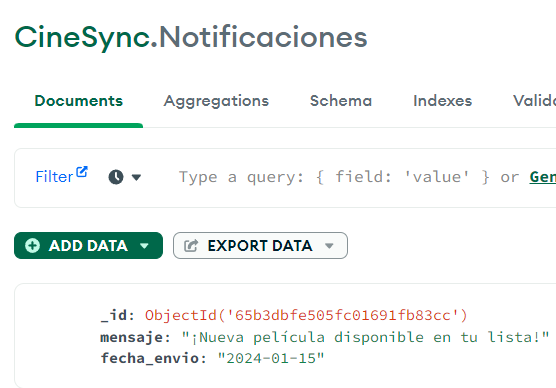 CineSync.Notificaciones
Documents Aggregations Schema Indexes Valida
Filter Type a query: { field: 'value' } or Gen
ADD DATA EXPORT DATA
_id: ObjectId('65b3dbfe505fc01691fb83cc')
mensaje: "¡Nueva película disponible en tu lista!"
fecha_envio: "2024-01-15"